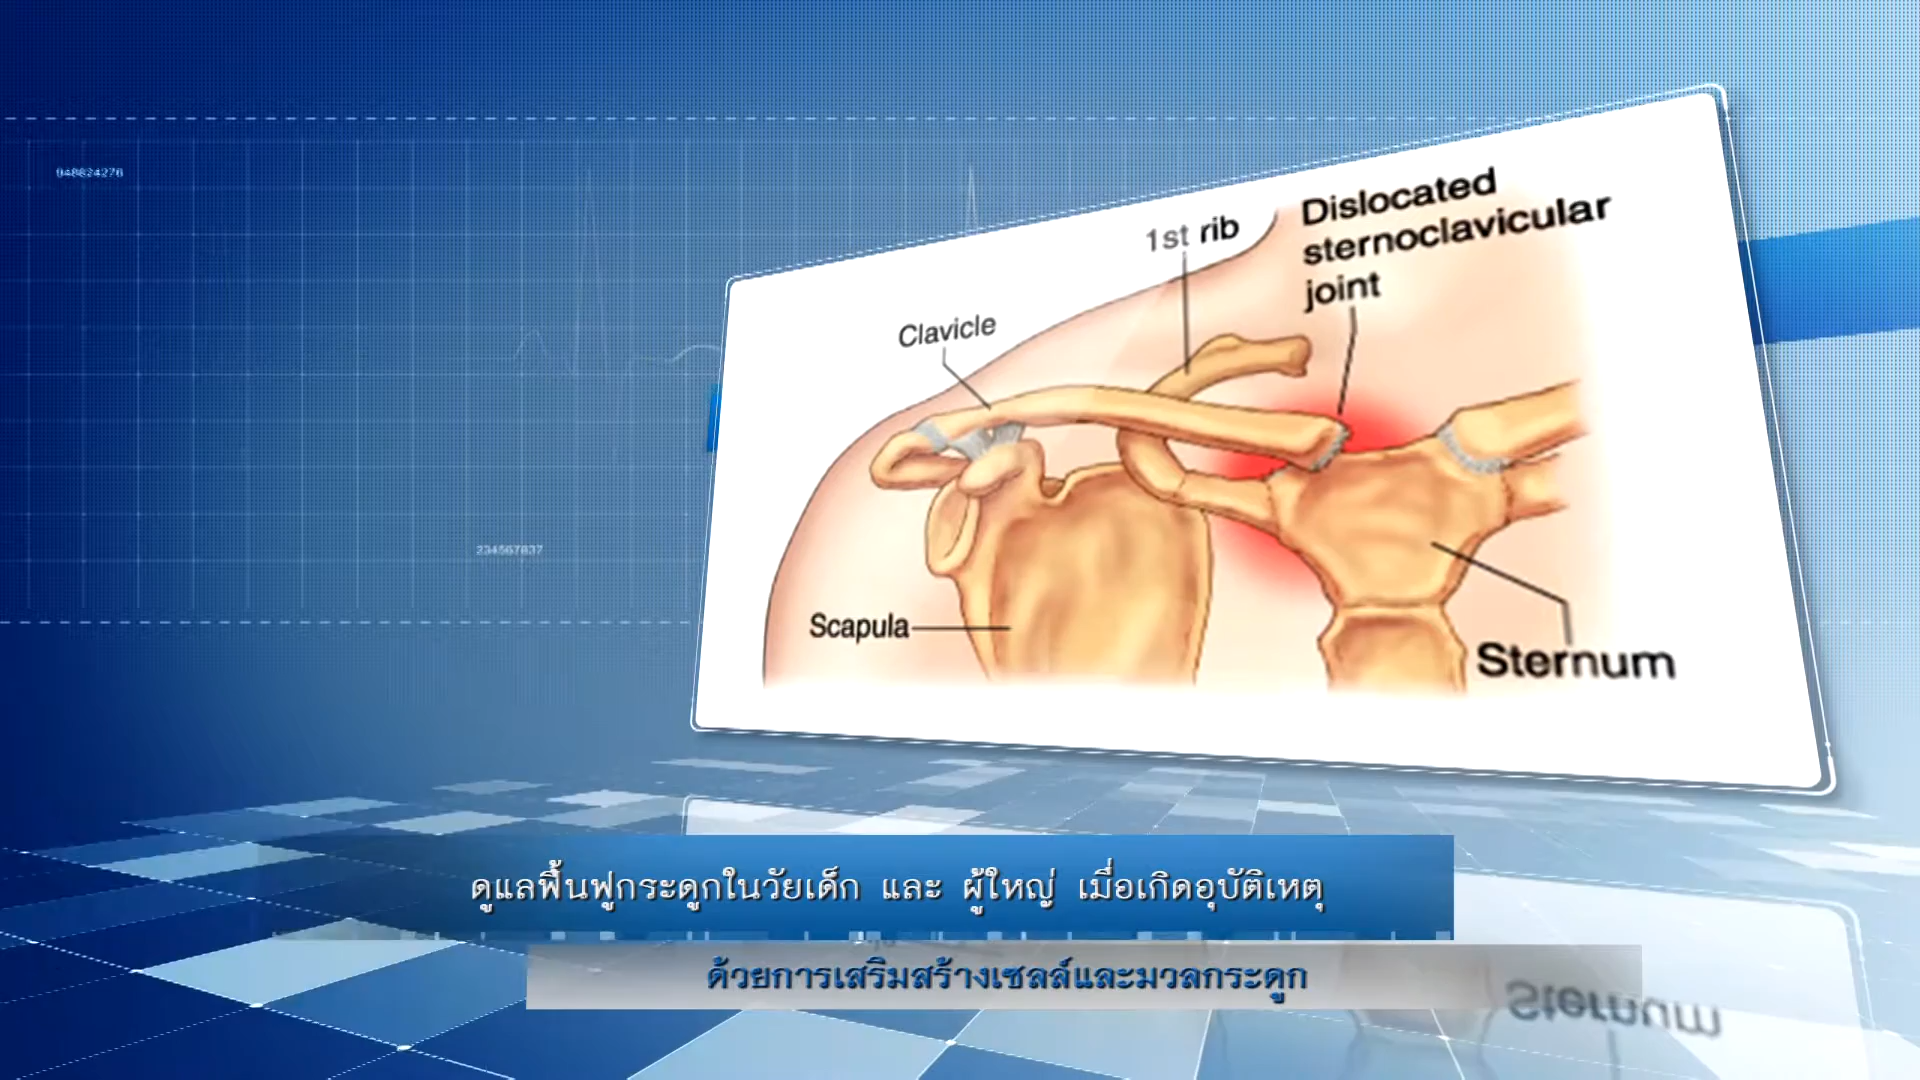 948624276
1st rib
Dislocated
sternoclavicular
joint
Clavicle
234567837
Scapula
Sternum
ดูแลฟื้นฟูกระดูกในวัยเด็ก และ ผู้ใหญ่ เมื่อเกิดอุบัติเหตุ
ด้วยการเสริมสร้างเซลล์และมวลกระดูก
Sternum